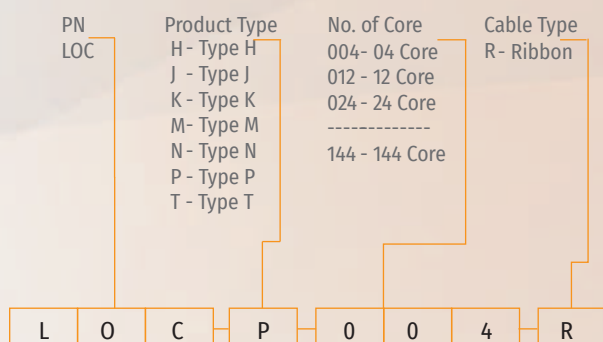 PN
LOC
Product Type
H - Type H
J - Type J
K - Type K
M - Type M
N - Type N
P - Type P
T - Type T
No. of Core
004 - 04 Core
012 - 12 Core
024 - 24 Core
-------------
144 - 144 Core
Cable Type
R - Ribbon
L O C P 0 0 4 R